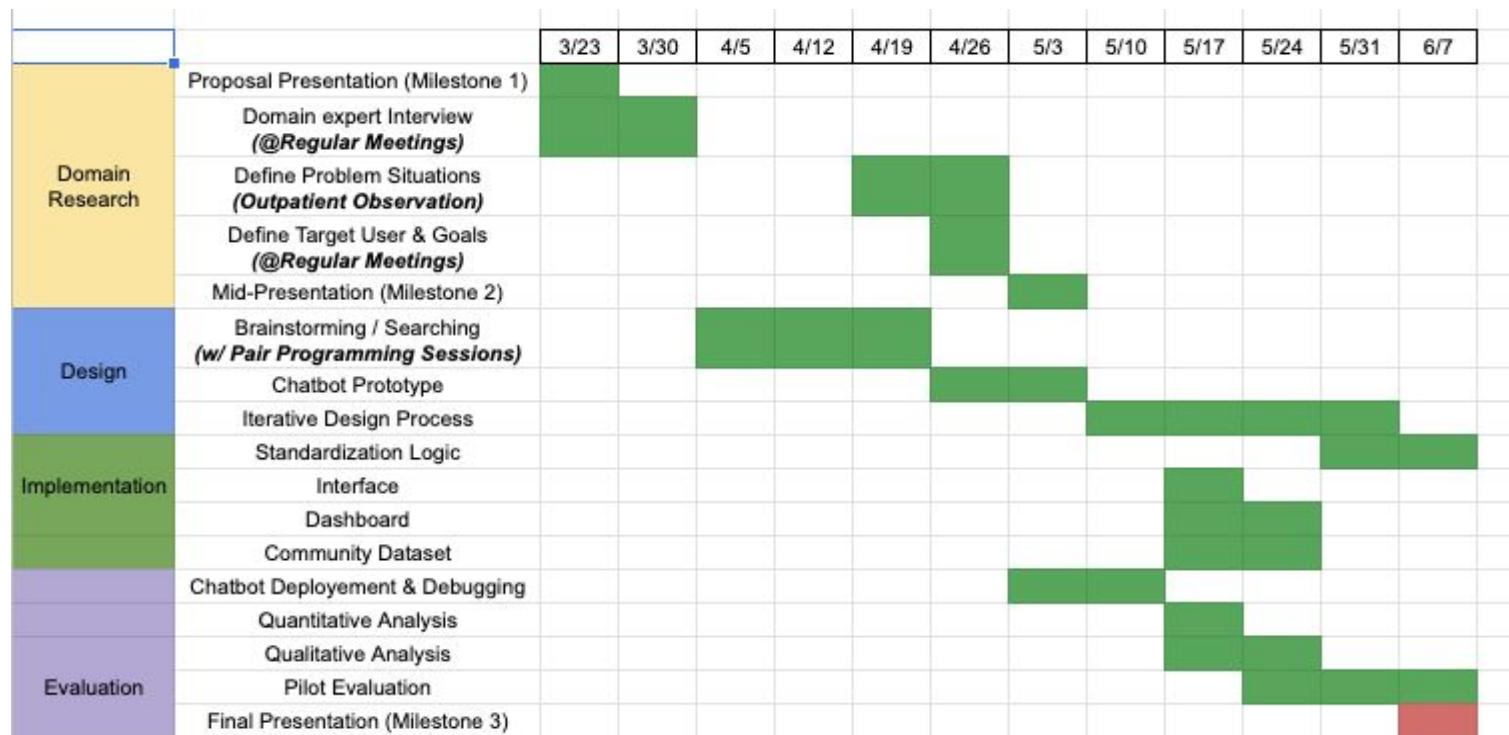 3/23 3/30 4/5 4/12 4/19 4/26 5/3 5/10 5/17 5/24 5/31 6/7
Domain
Research
Proposal Presentation (Milestone 1)
Domain expert Interview
(@Regular Meetings)
Define Problem Situations
(Outpatient Observation)
Define Target User & Goals
(@Regular Meetings)
Mid-Presentation (Milestone 2)
Design
Brainstorming / Searching
(w/ Pair Programming Sessions)
Chatbot Prototype
Iterative Design Process
Implementation
Standardization Logic
Interface
Dashboard
Community Dataset
Evaluation
Chatbot Deployement & Debugging
Quantitative Analysis
Qualitative Analysis
Pilot Evaluation
Final Presentation (Milestone 3)